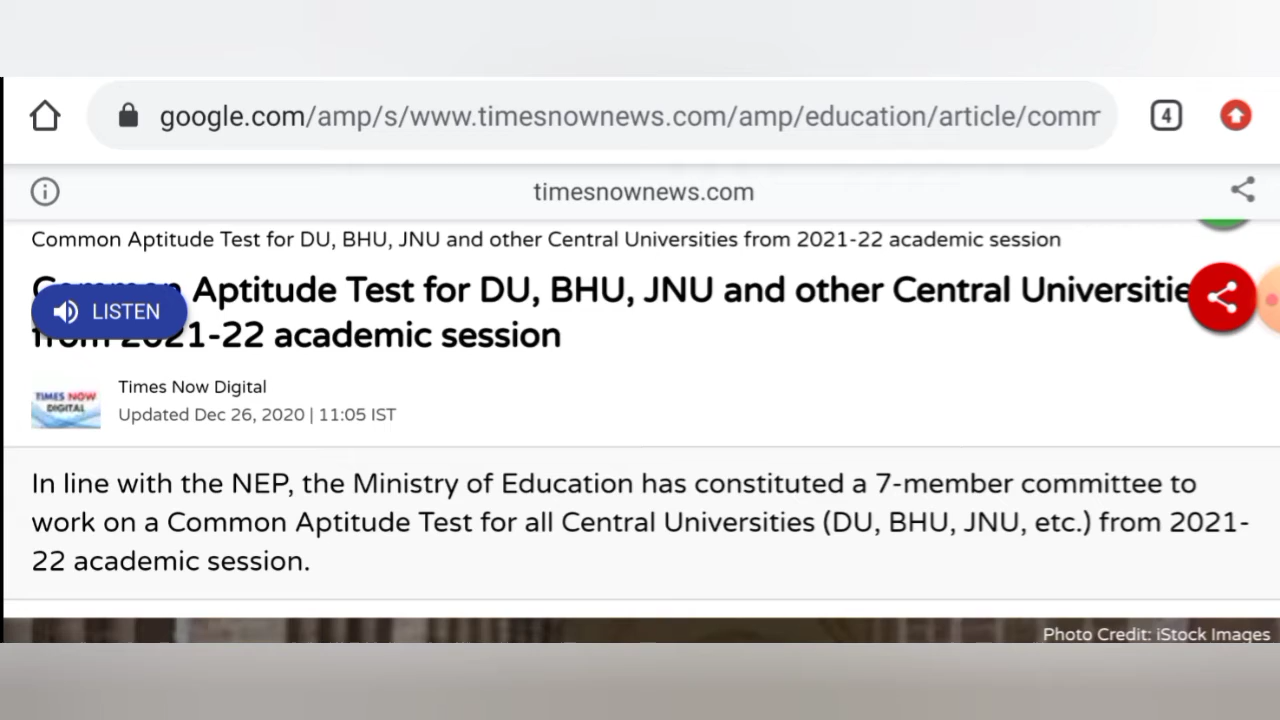 google.com/amp/s/www.timesnownews.com/amp/education/article/comm
4
timesnownews.com
Common Aptitude Test for DU, BHU, JNU and other Central Universities from 2021-22 academic session
Aptitude Test for DU, BHU, JNU and other Central Universitie
LISTEN
21-22 academic session
TIMES NOW
DIGITAL
Times Now Digital
Updated Dec 26, 2020 | 11:05 IST
In line with the NEP, the Ministry of Education has constituted a 7-member committee to
work on a Common Aptitude Test for all Central Universities (DU, BHU, JNU, etc.) from 2021-
22 academic session.
Photo Credit: iStock Images